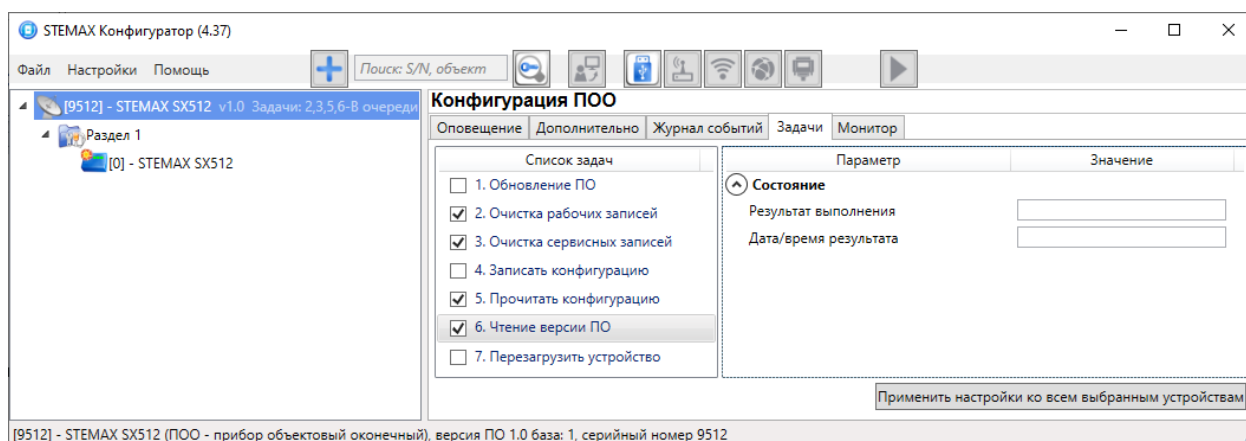 STEMAX Конфигуратор (4.37)
Файл Настройки Помощь
Поиск: S/N, объект
[9512] - STEMAX SX512 v1.0 Задачи: 2,3,5,6-В очереди
Раздел 1
[0] - STEMAX SX512
Конфигурация ПОО
Оповещение Дополнительно Журнал событий Задачи Монитор
Список задач
1. Обновление ПО
2. Очистка рабочих записей
3. Очистка сервисных записей
4. Записать конфигурацию
5. Прочитать конфигурацию
6. Чтение версии ПО
7. Перезагрузить устройство
Параметр Значение
Состояние
Результат выполнения
Дата/время результата
Применить настройки ко всем выбранным устройствам
[9512] - STEMAX SX512 (ПОО - прибор объектовый оконечный), версия ПО 1.0 база: 1, серийный номер 9512